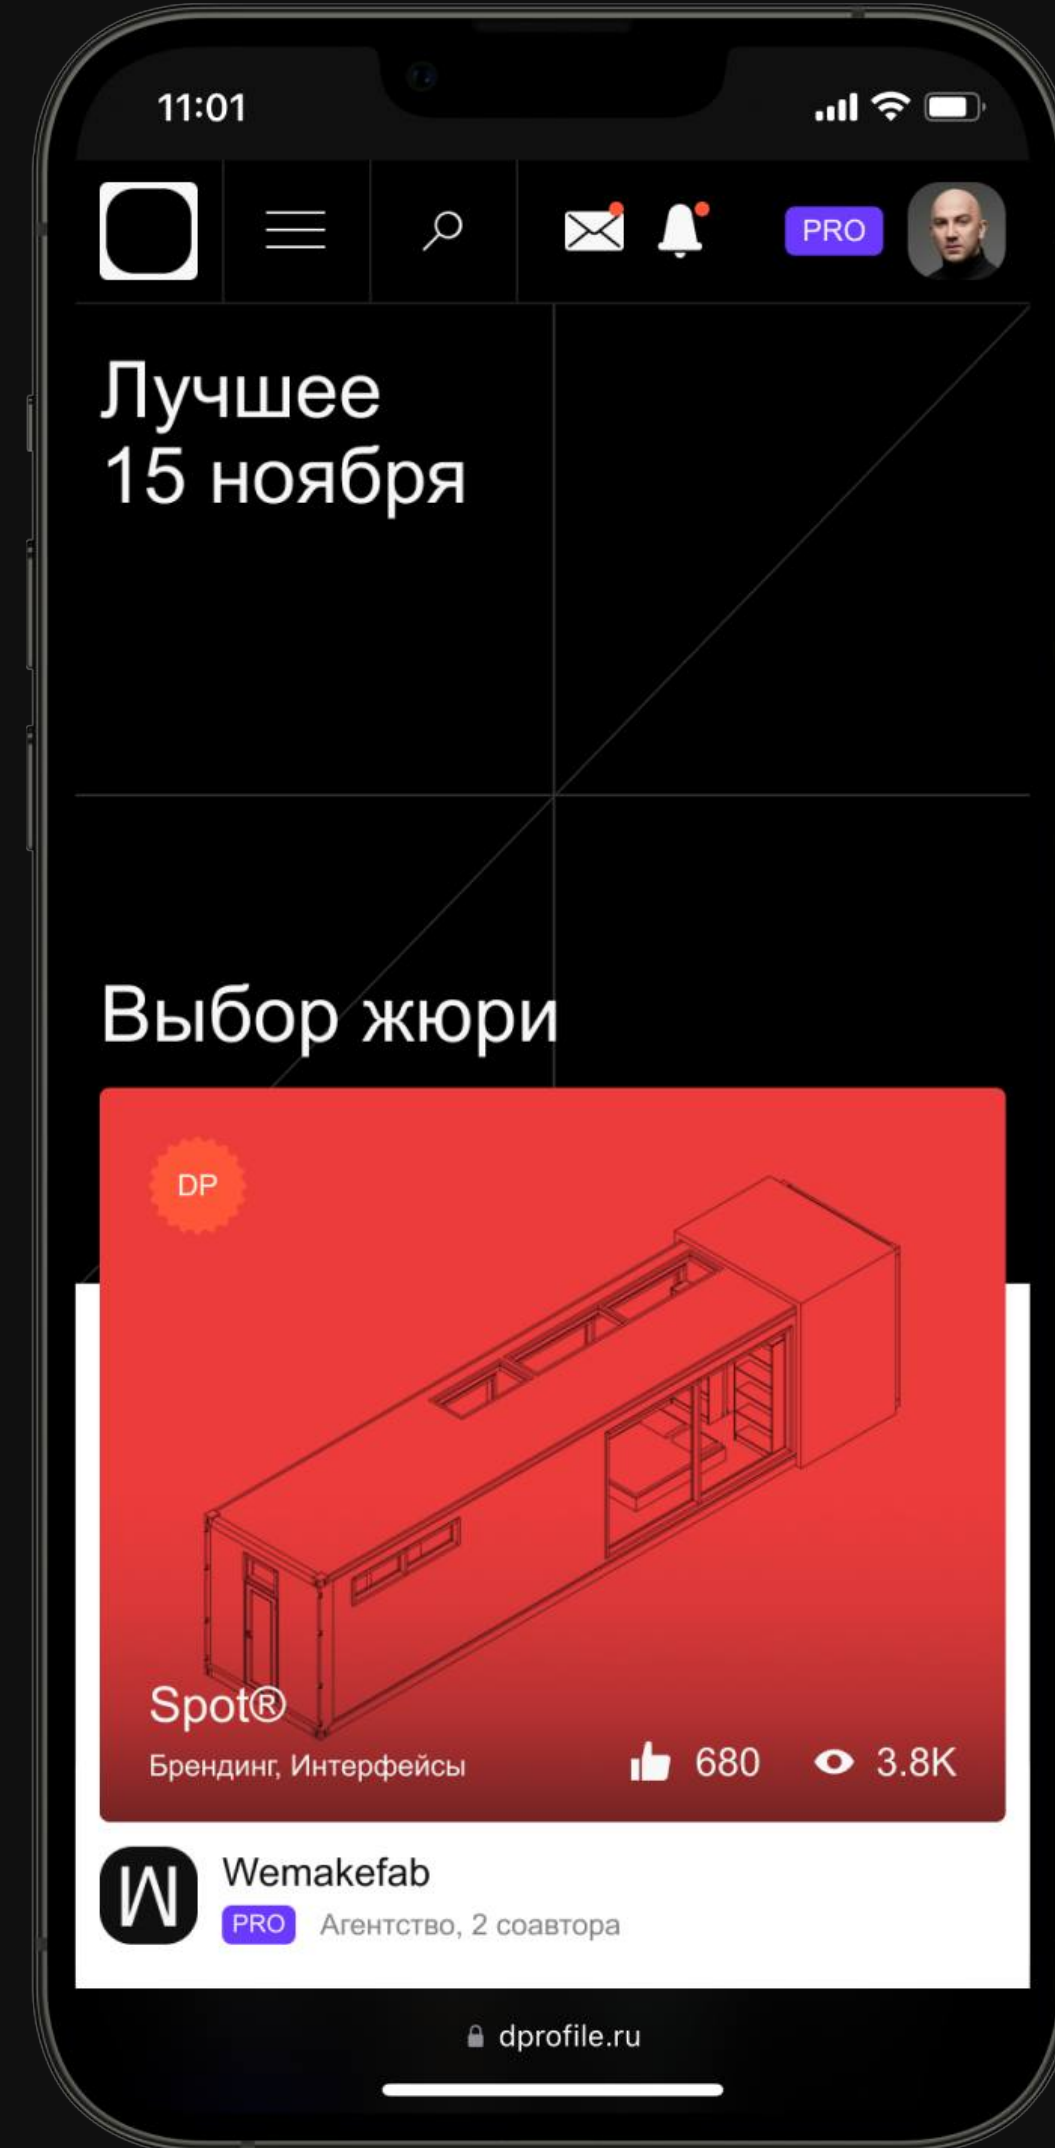 11:01
PRO
Лучшее
15 ноября
Выбор жюри
DP
Spot®
Брендинг, Интерфейсы
680
3.8K
Wemakefab
PRO
Агентство, 2 соавтора
dprofile.ru